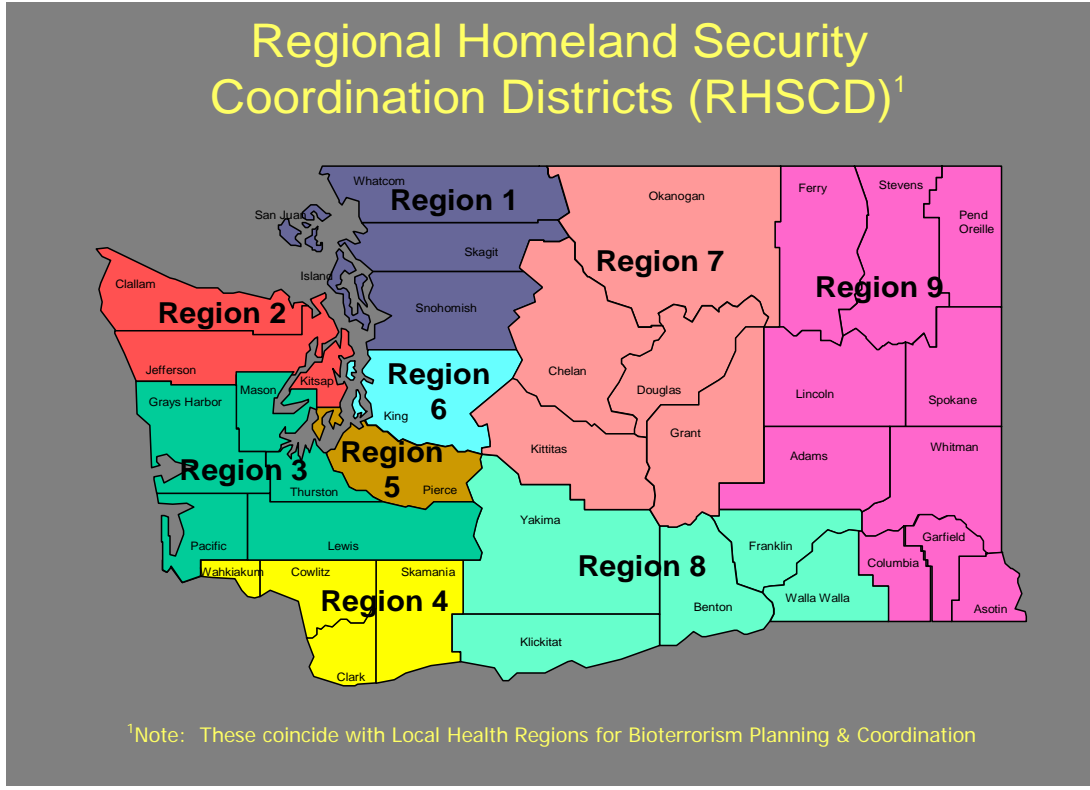 Regional Homeland Security
Coordination Districts (RHSCD)1
Whatcom
Region 1
San Juan
Skagit
Island
Snohomish
Okanogan
Region 7
Ferry
Stevens
Pend
Oreille
Region 9
Clallam
Region 2
Jefferson
Kitsap
Region
6
King
Chelan
Douglas
Grant
Kittitas
Lincoln
Spokane
Adams
Whitman
Grays Harbor
Mason
Region 3
Thurston
Pacific
Lewis
Region
5
Pierce
Yakima
Region 8
Franklin
Benton
Walla Walla
Klickitat
Columbia
Garfield
Asotin
Wahkiakum
Cowlitz
Skamania
Region 4
Clark
1Note: These coincide with Local Health Regions for Bioterrorism Planning & Coordination